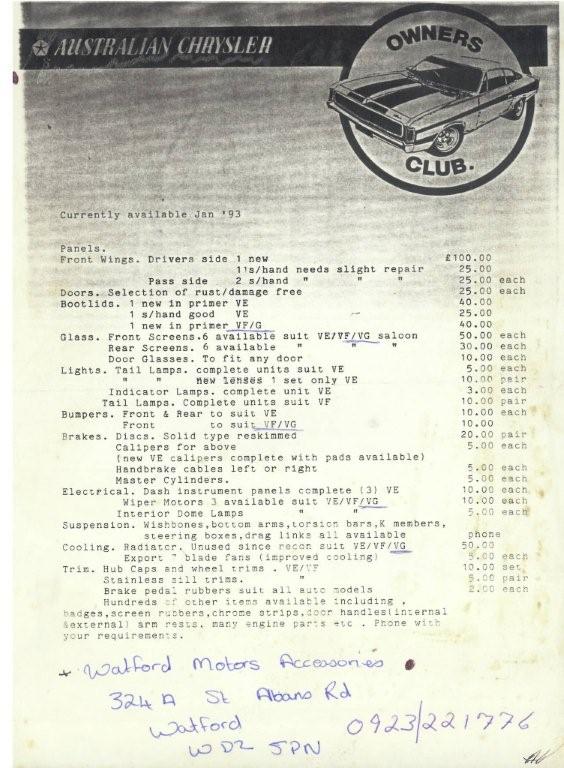 AUSTRALIAN CHRYSLER
OWNERS
CLUB.
Currently available Jan '93
Panels.
Front Wings. Drivers side 1 new £100.00
1's/hand needs slight repair 25.00
Pass side 2 s/hand " " " 25.00 each
Doors. Selection of rust/damage free 25.00 each
Bootlids. 1 new in primer VE 40.00
1 s/hand good VE 25.00
1 new in primer VF/G 40.00
Glass. Front Screens.6 available suit VE/VF/VG saloon 50.00 each
Rear Screens. 6 available " " " 30.00 each
Door Glasses. To fit any door 10.00 each
Lights. Tail Lamps. complete units suit VE 5.00 each
" " New lenses 1 set only VE 10.00 pair
Indicator Lamps. complete unit VE 3.00 each
Tail Lamps. Complete units suit VF 10.00 pair
Bumpers. Front & Rear to suit VE 10.00 each
Front to suit VF/VG 10.00
Brakes. Discs. Solid type reskimmed 20.00 pair
Calipers for above 5.00 each
(new VE calipers complete with pads available)
Handbrake cables left or right 5.00 each
Master Cylinders. 5.00 each
Electrical. Dash instrument panels complete (3) VE 10.00 each
Wiper Motors 3 available suit VE/VF/VG 10.00 each
Interior Dome Lamps " " 5.00 each
Suspension. Wishbones,bottom arms,torsion bars,K members,
steering boxes,drag links all available phone
Cooling. Radiator. Unused since recon suit VE/VF/VG 50.00
Export 7 blade fans (improved cooling) 5.00 each
Trim. Hub Caps and wheel trims . VE/VF 10.00 set
Stainless sill trims. " 5.00 pair
Brake pedal rubbers suit all auto models 2.00 each
Hundreds of other items available including ,
badges,screen rubbers,chrome strips,door handles(internal
&external) arm rests. many engine parts etc . Phone with
your requirements.
Watford Motors Accessories
324A St Albans Rd
Watford 0923/221776
WD2 5PN